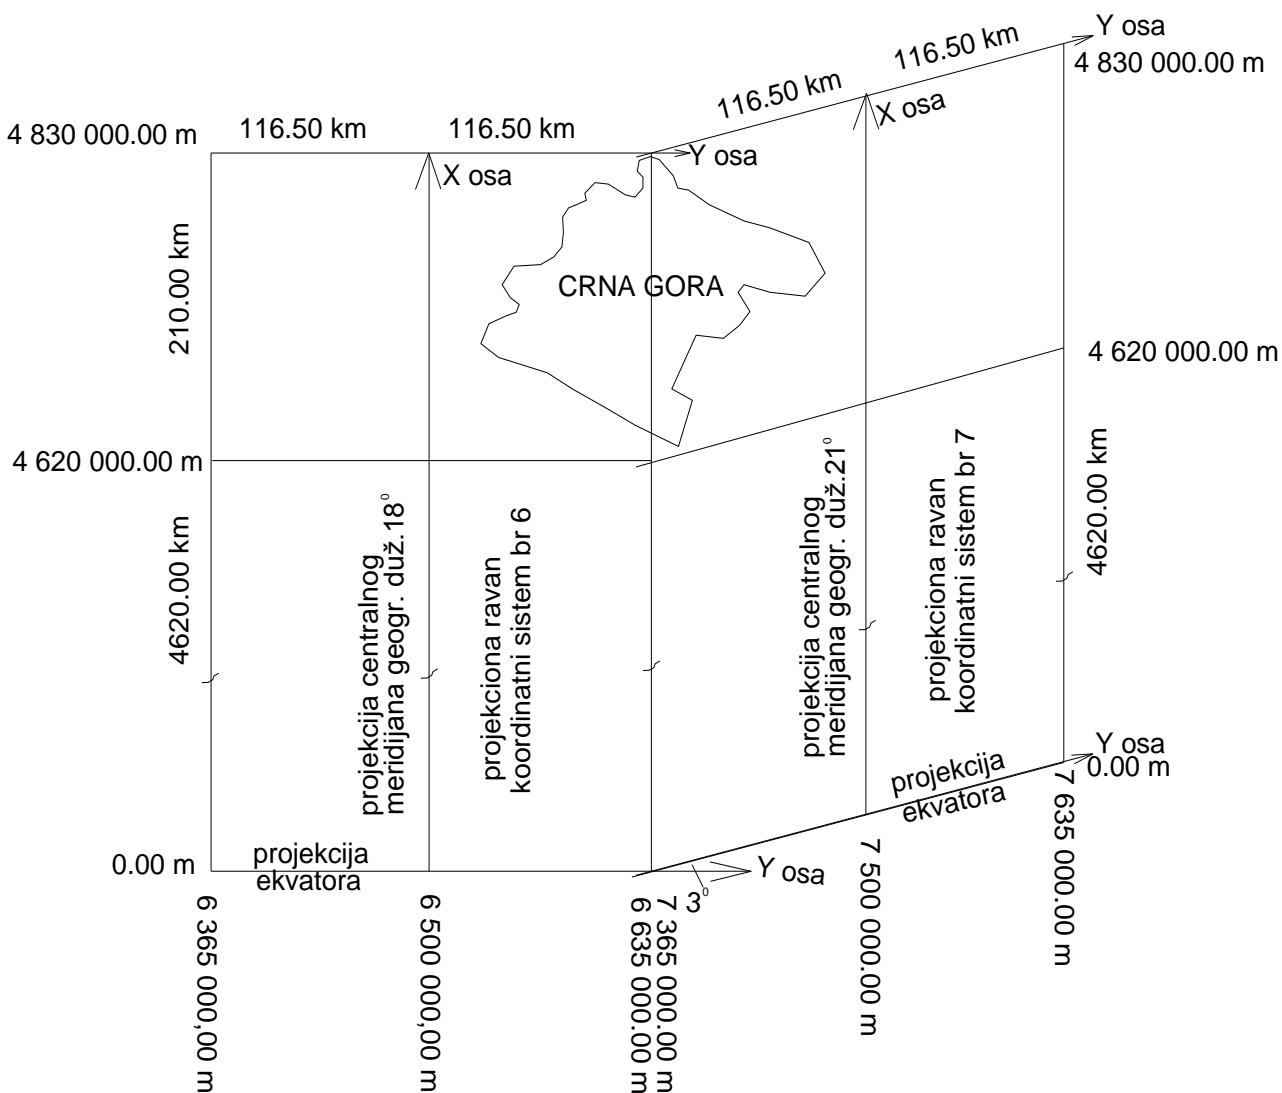 Y osa
116.50 km
4 830 000.00 m
116.50 km
X osa
4 830 000.00 m
116.50 km
116.50 km
Y osa
X osa
210.00 km
CRNA GORA
4 620 000.00 m
4 620 000.00 m
4620.00 km
projekcija centralnog
meridijana geogr. duž.18⁰
projekciona ravan
koordinatni sistem br 6
projekcija centralnog
meridijana geogr. duž.21⁰
projekciona ravan
koordinatni sistem br 7
4620.00 km
Y osa
0.00 m
projekcija
ekvatora
0.00 m
projekcija
ekvatora
Y osa
3⁰
6 365 000,00 m
6 500 000,00 m
6 635 000.00 m
7 365 000.00 m
7 500 000.00 m
7 635 000.00 m